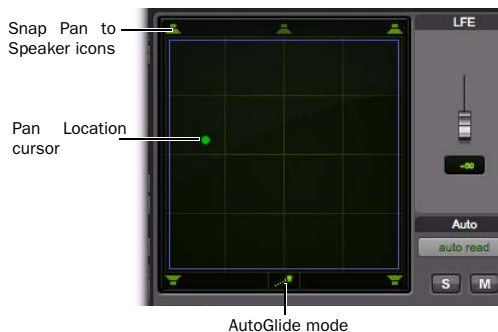 Snap Pan to
Speaker icons
LFE
Pan Location
cursor
-∞
Auto
auto read
S M
AutoGlide mode